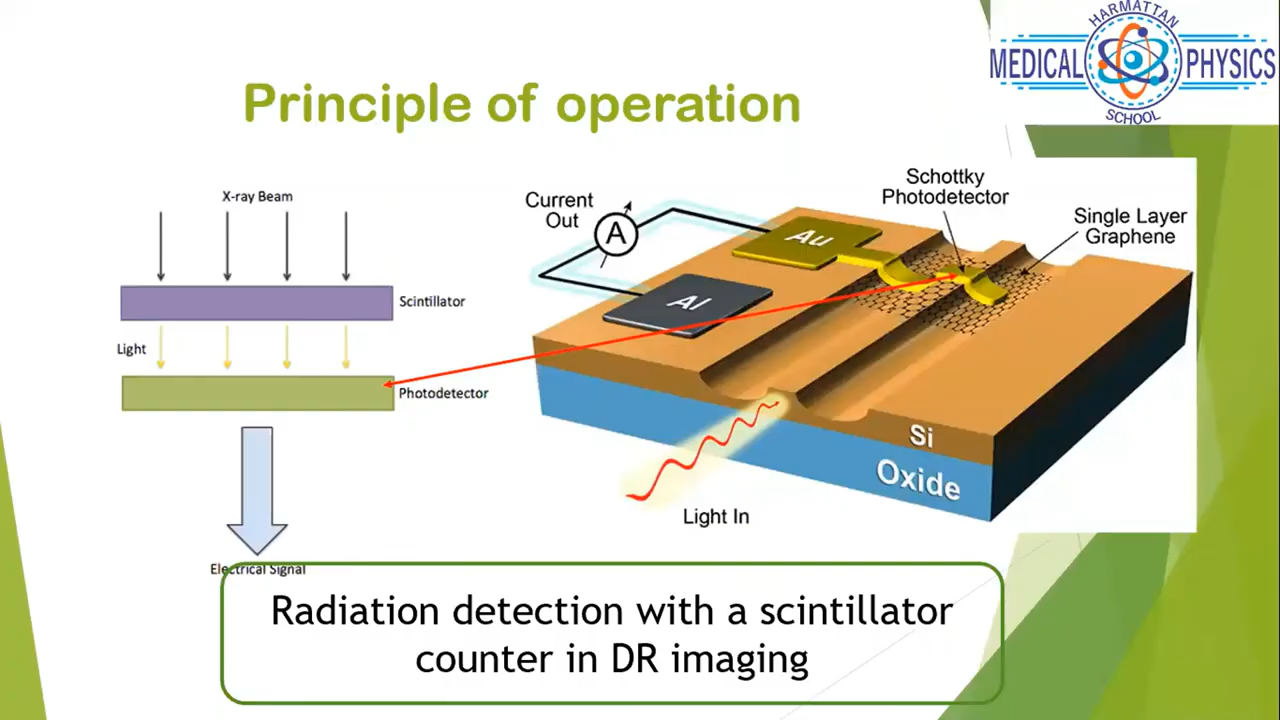 HARMATTAN
MEDICAL PHYSICS
SCHOOL
Principle of operation
X-ray Beam
Scintillator
Light
Photodetector
Electrical Signal
Current
Out
A
Au
Al
Schottky
Photodetector
Single Layer
Graphene
Si
Oxide
Light In
Radiation detection with a scintillator
counter in DR imaging